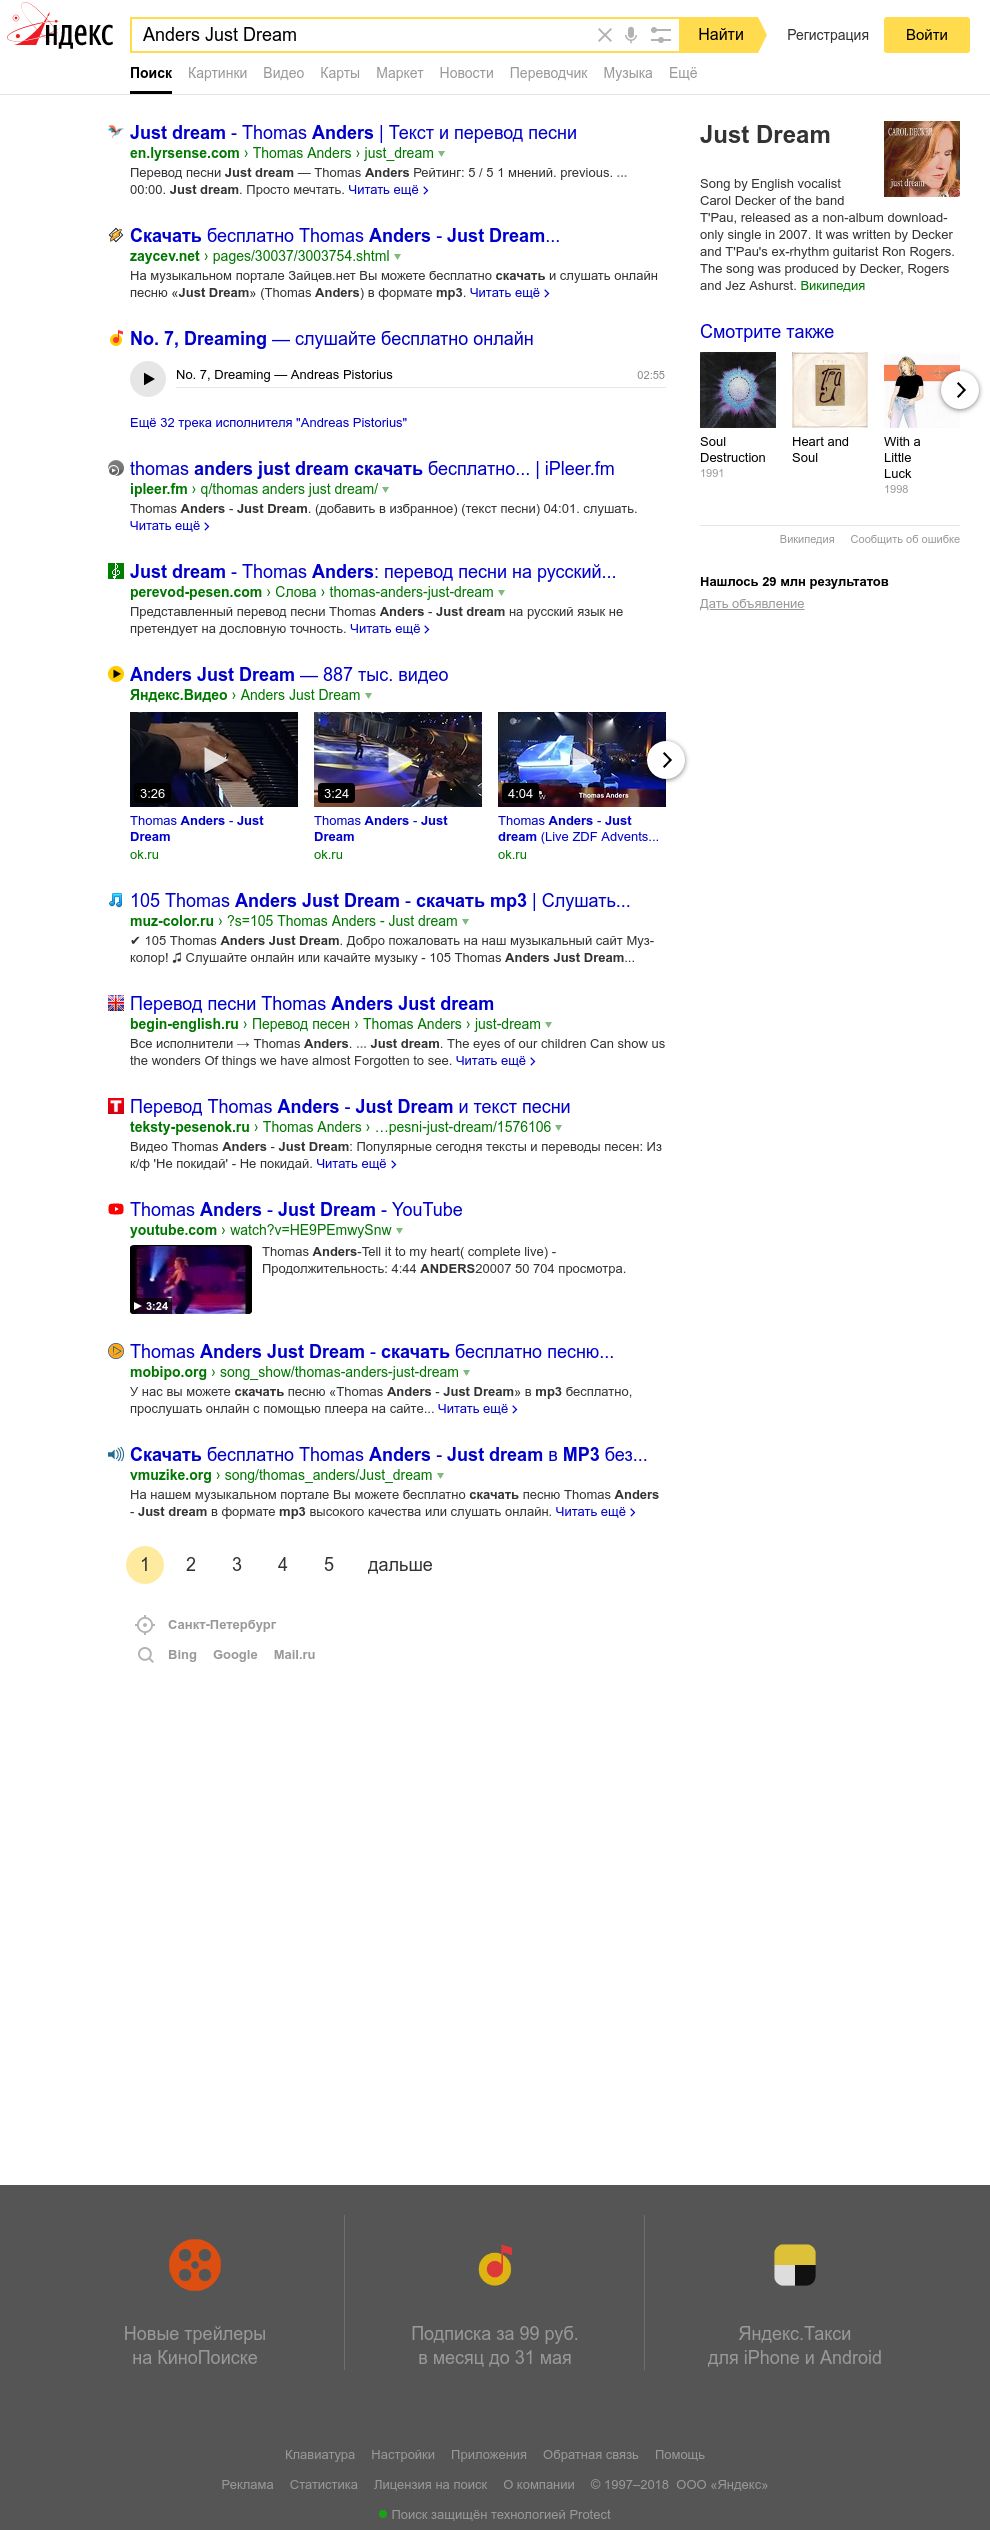 Яндекс
Anders Just Dream
Найти
Регистрация
Войти
Поиск Картинки Видео Карты Маркет Новости Переводчик Музыка Ещё
Just dream - Thomas Anders | Текст и перевод песни
en.lyrsense.com › Thomas Anders › just_dream
Перевод песни Just dream — Thomas Anders Рейтинг: 5 / 5 1 мнений. previous. ...
00:00. Just dream. Просто мечтать. Читать ещё
Скачать бесплатно Thomas Anders - Just Dream...
zaycev.net › pages/30037/3003754.shtml
На музыкальном портале Зайцев.нет Вы можете бесплатно скачать и слушать онлайн
песню «Just Dream» (Thomas Anders) в формате mp3. Читать ещё
No. 7, Dreaming — слушайте бесплатно онлайн
No. 7, Dreaming — Andreas Pistorius 02:55
Ещё 32 трека исполнителя "Andreas Pistorius"
thomas anders just dream скачать бесплатно... | iPleer.fm
ipleer.fm › q/thomas anders just dream/
Thomas Anders - Just Dream. (добавить в избранное) (текст песни) 04:01. слушать.
Читать ещё
Just dream - Thomas Anders: перевод песни на русский...
perevod-pesen.com › Слова › thomas-anders-just-dream
Представленный перевод песни Thomas Anders - Just dream на русский язык не
претендует на дословную точность. Читать ещё
Anders Just Dream — 887 тыс. видео
Яндекс.Видео › Anders Just Dream
3:26
3:24
4:04
Thomas Anders
Thomas Anders - Just
Dream
ok.ru
Thomas Anders - Just
Dream
ok.ru
Thomas Anders - Just
dream (Live ZDF Advents...
ok.ru
105 Thomas Anders Just Dream - скачать mp3 | Слушать...
muz-color.ru › ?s=105 Thomas Anders - Just dream
✔ 105 Thomas Anders Just Dream. Добро пожаловать на наш музыкальный сайт Муз-
колор! ♫ Слушайте онлайн или качайте музыку - 105 Thomas Anders Just Dream...
Перевод песни Thomas Anders Just dream
begin-english.ru › Перевод песен › Thomas Anders › just-dream
Все исполнители → Thomas Anders. ... Just dream. The eyes of our children Can show us
the wonders Of things we have almost Forgotten to see. Читать ещё
Перевод Thomas Anders - Just Dream и текст песни
teksty-pesenok.ru › Thomas Anders › …pesni-just-dream/1576106
Видео Thomas Anders - Just Dream: Популярные сегодня тексты и переводы песен: Из
к/ф 'Не покидай' - Не покидай. Читать ещё
Thomas Anders - Just Dream - YouTube
youtube.com › watch?v=HE9PEmwySnw
3:24
Thomas Anders-Tell it to my heart( complete live) -
Продолжительность: 4:44 ANDERS20007 50 704 просмотра.
Thomas Anders Just Dream - скачать бесплатно песню...
mobipo.org › song_show/thomas-anders-just-dream
У нас вы можете скачать песню «Thomas Anders - Just Dream» в mp3 бесплатно,
прослушать онлайн с помощью плеера на сайте... Читать ещё
Скачать бесплатно Thomas Anders - Just dream в MP3 без...
vmuzike.org › song/thomas_anders/Just_dream
На нашем музыкальном портале Вы можете бесплатно скачать песню Thomas Anders
- Just dream в формате mp3 высокого качества или слушать онлайн. Читать ещё
1 2 3 4 5 дальше
Санкт-Петербург
Bing Google Mail.ru
Just Dream
CAROL DECKER
just dream
Song by English vocalist
Carol Decker of the band
T'Pau, released as a non-album download-
only single in 2007. It was written by Decker
and T'Pau's ex-rhythm guitarist Ron Rogers.
The song was produced by Decker, Rogers
and Jez Ashurst. Википедия
Смотрите также
Soul
Destruction
1991
Heart and
Soul
With a
Little
Luck
1998
Википедия Сообщить об ошибке
Нашлось 29 млн результатов
Дать объявление
Новые трейлеры
на КиноПоиске
Подписка за 99 руб.
в месяц до 31 мая
Яндекс.Такси
для iPhone и Android
Клавиатура Настройки Приложения Обратная связь Помощь
Реклама Статистика Лицензия на поиск О компании © 1997–2018 ООО «Яндекс»
Поиск защищён технологией Protect